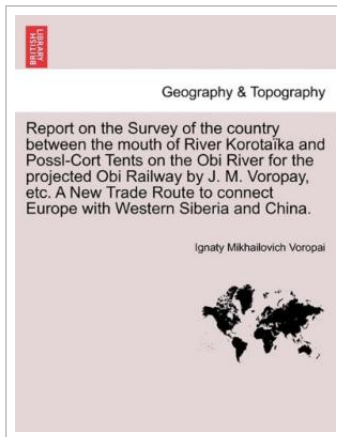 BRITISH
LIBRARY
Geography & Topography
Report on the Survey of the country
between the mouth of River Korotaïka and
Possl-Cort Tents on the Obi River for the
projected Obi Railway by J. M. Voropay,
etc. A New Trade Route to connect
Europe with Western Siberia and China.
Ignaty Mikhailovich Voropai